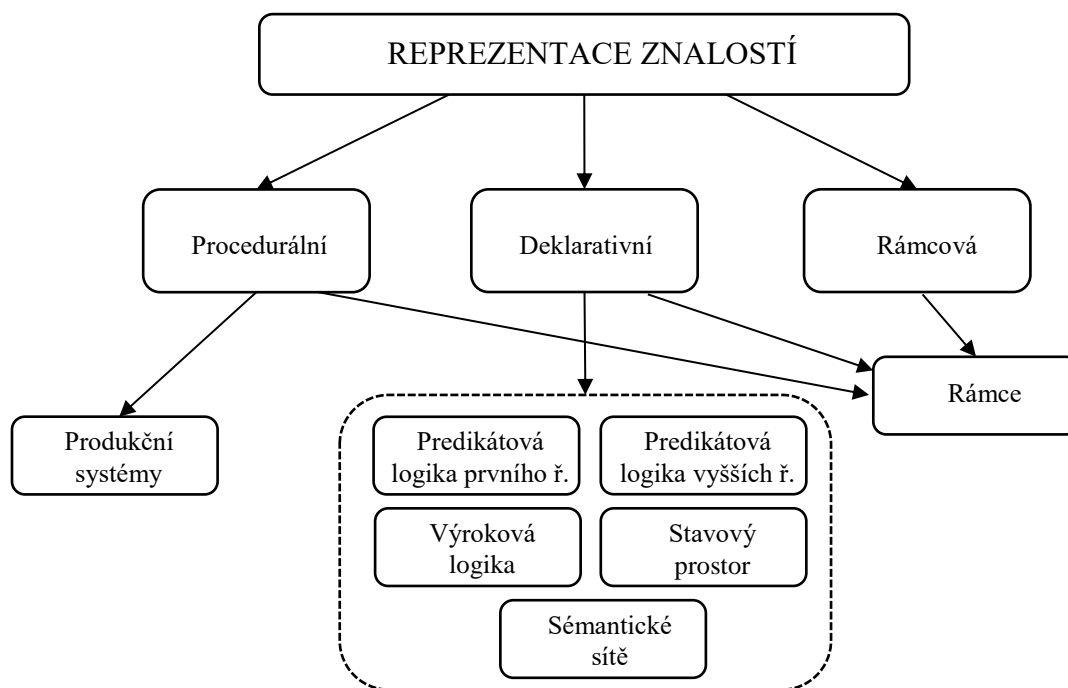 REPREZENTACE ZNALOSTÍ
Procedurální
Deklarativní
Rámcová
Rámce
Produkční
systémy
Predikátová
logika prvního ř.
Predikátová
logika vyšších ř.
Výroková
logika
Stavový
prostor
Sémantické
sítě